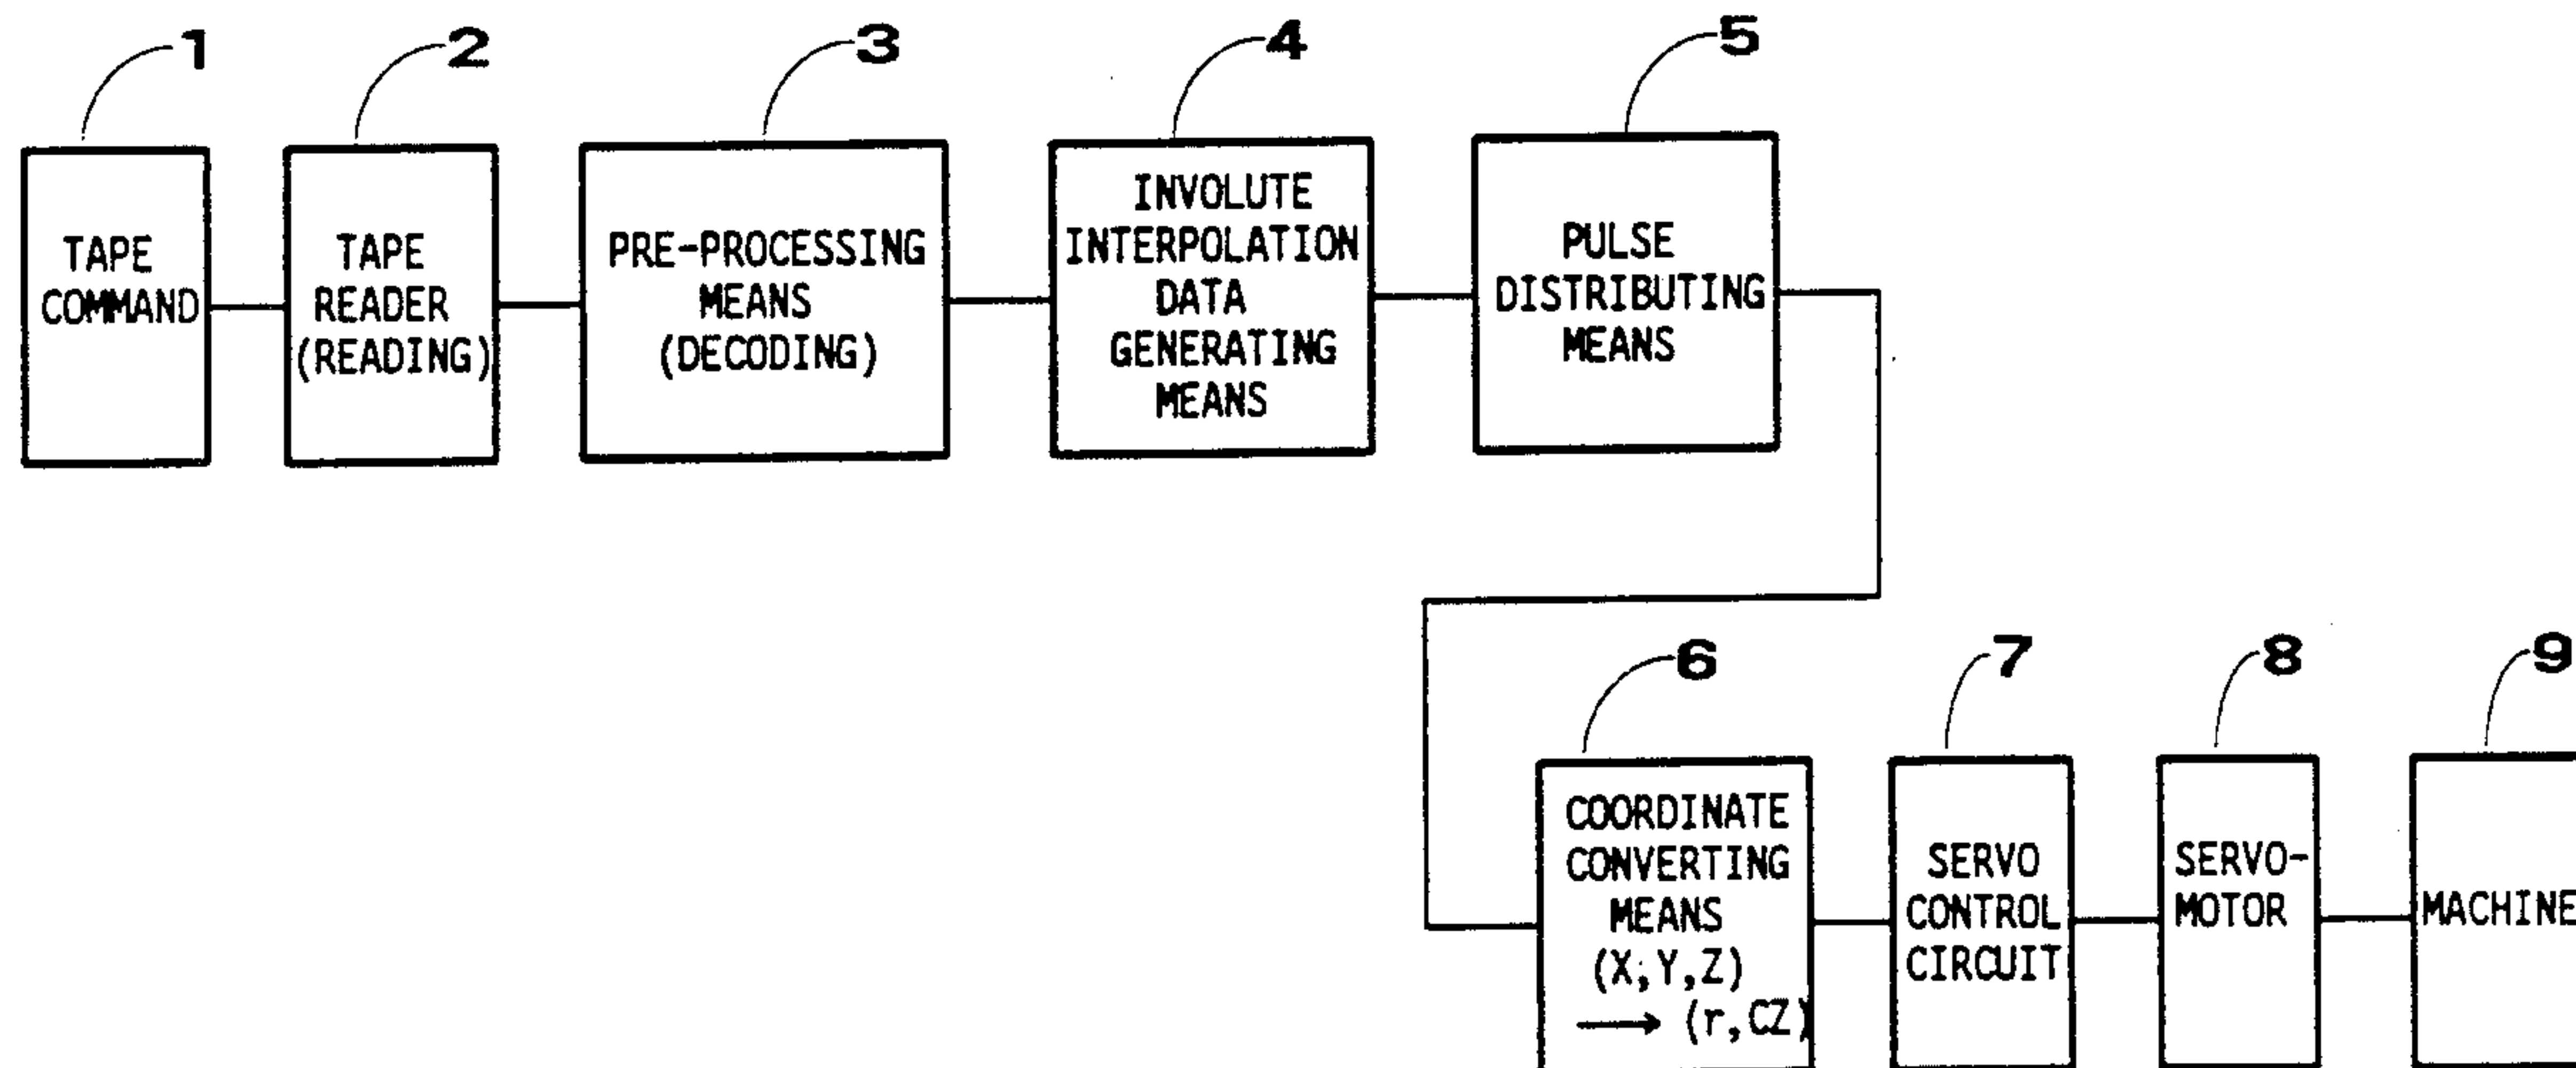 1
2
3
4
5
TAPE
COMMAND
TAPE
READER
(READING)
PRE-PROCESSING
MEANS
(DECODING)
INVOLUTE
INTERPOLATION
DATA
GENERATING
MEANS
PULSE
DISTRIBUTING
MEANS
6
7
8
9
COORDINATE
CONVERTING
MEANS
(X,Y,Z)
→ (r,CZ)
SERVO
CONTROL
CIRCUIT
SERVO-
MOTOR
MACHINE